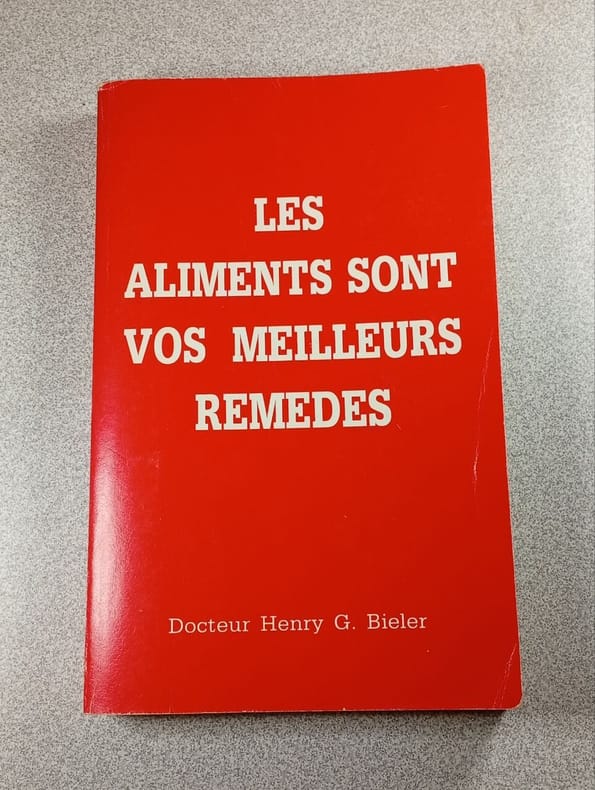 LES
ALIMENTS SONT
VOS MEILLEURS
REMEDES
Docteur Henry G. Bieler